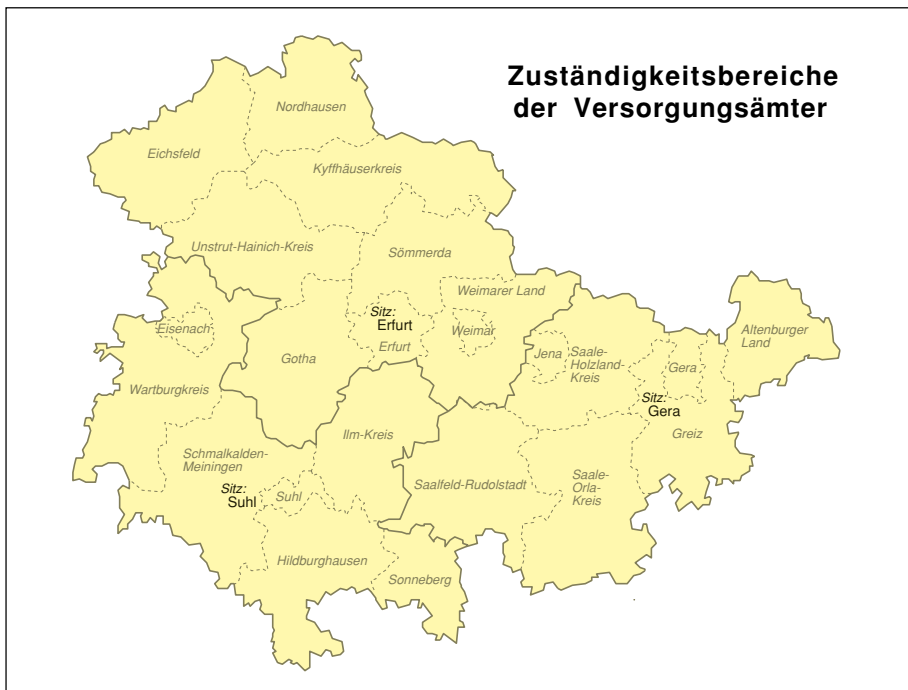 Zuständigkeitsbereiche
der Versorgungsämter
Nordhausen
Eichsfeld
Kyffhäuserkreis
Unstrut-Hainich-Kreis
Sömmerda
Weimarer Land
Sitz:
Erfurt
Erfurt
Weimar
Eisenach
Gotha
Jena
Saale-
Holzland-
Kreis
Gera
Altenburger
Land
Wartburgkreis
Sitz:
Gera
Greiz
Ilm-Kreis
Schmalkalden-
Meiningen
Sitz:
Suhl
Suhl
Saalfeld-Rudolstadt
Saale-
Orla-
Kreis
Hildburghausen
Sonneberg